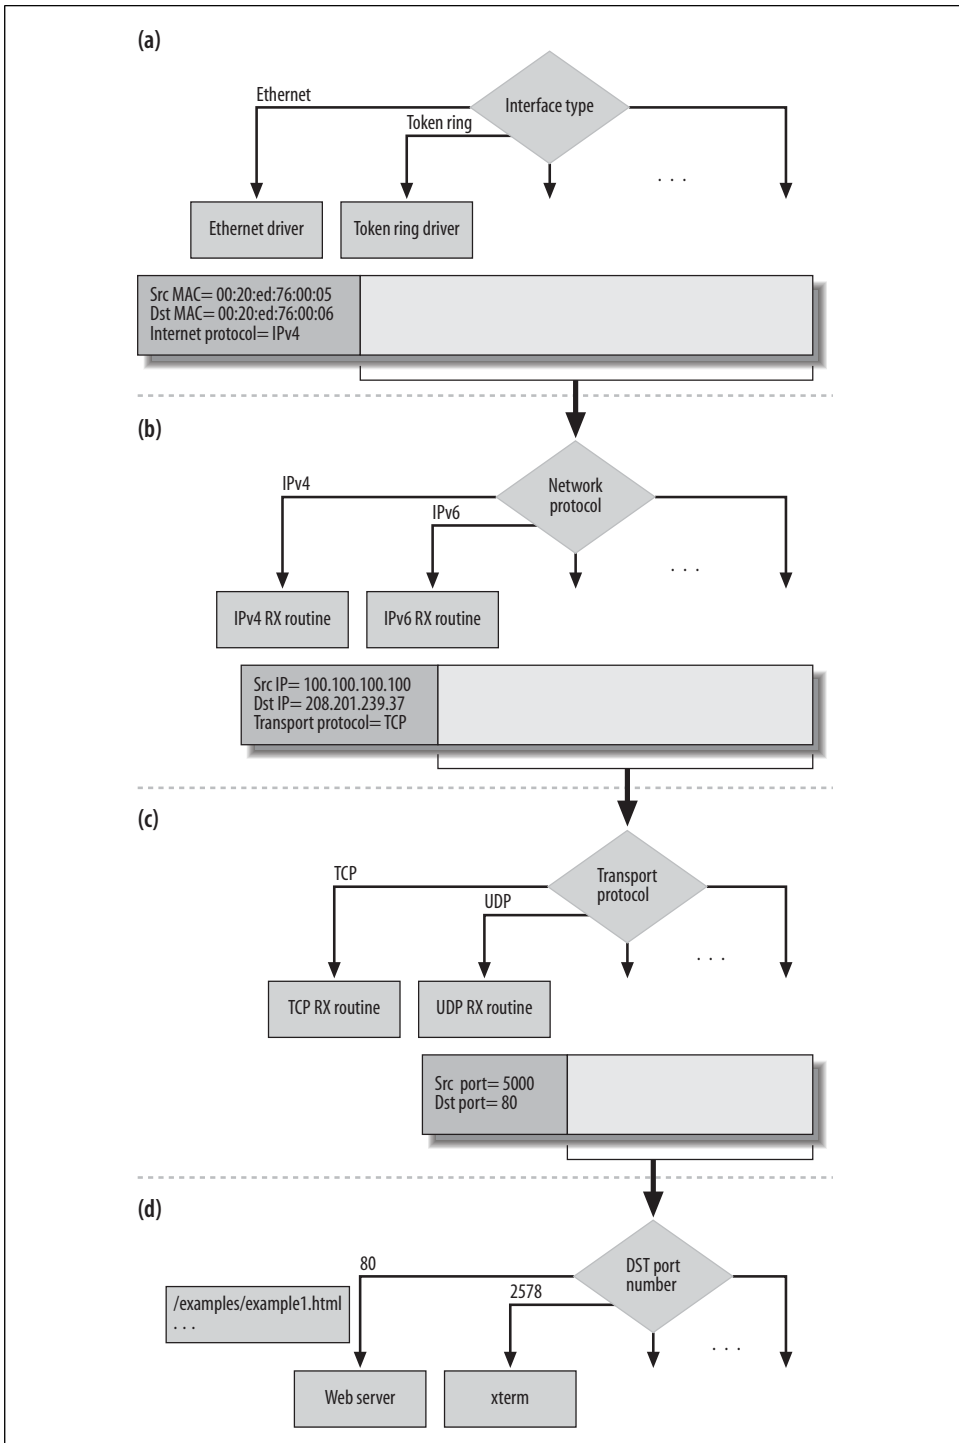 (a)
Interface type
Ethernet
Token ring
. . .
Ethernet driver
Token ring driver
Src MAC= 00:20:ed:76:00:05
Dst MAC= 00:20:ed:76:00:06
Internet protocol= IPv4
(b)
Network
protocol
IPv4
IPv6
. . .
IPv4 RX routine
IPv6 RX routine
Src IP= 100.100.100.100
Dst IP= 208.201.239.37
Transport protocol= TCP
(c)
Transport
protocol
TCP
UDP
. . .
TCP RX routine
UDP RX routine
Src port= 5000
Dst port= 80
(d)
DST port
number
80
2578
/examples/example1.html
. . .
. . .
Web server
xterm